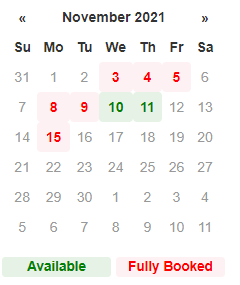 « November 2021 »
Su Mo Tu We Th Fr Sa
31 1 2 3 4 5 6
7 8 9 10 11 12 13
14 15 16 17 18 19 20
21 22 23 24 25 26 27
28 29 30 1 2 3 4
5 6 7 8 9 10 11
Available Fully Booked